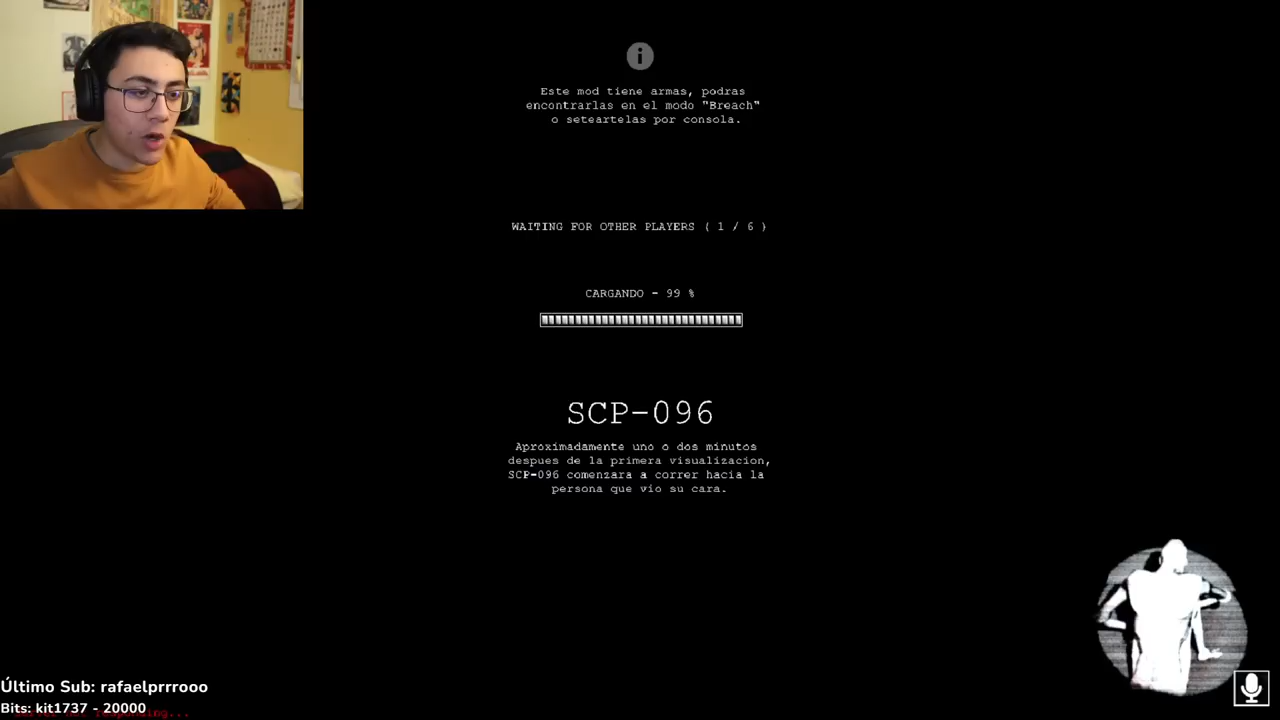 Este mod tiene armas, podras
encontrarlas en el modo "Breach"
o seteartelas por consola.
WAITING FOR OTHER PLAYERS ( 1 / 6 )
CARGANDO - 99 %
SCP-096
Aproximadamente uno o dos minutos
despues de la primera visualizacion,
SCP-096 comenzara a correr hacia la
persona que vio su cara.
Último Sub: rafaelprrrooo
Bits: kit1737 - 20000